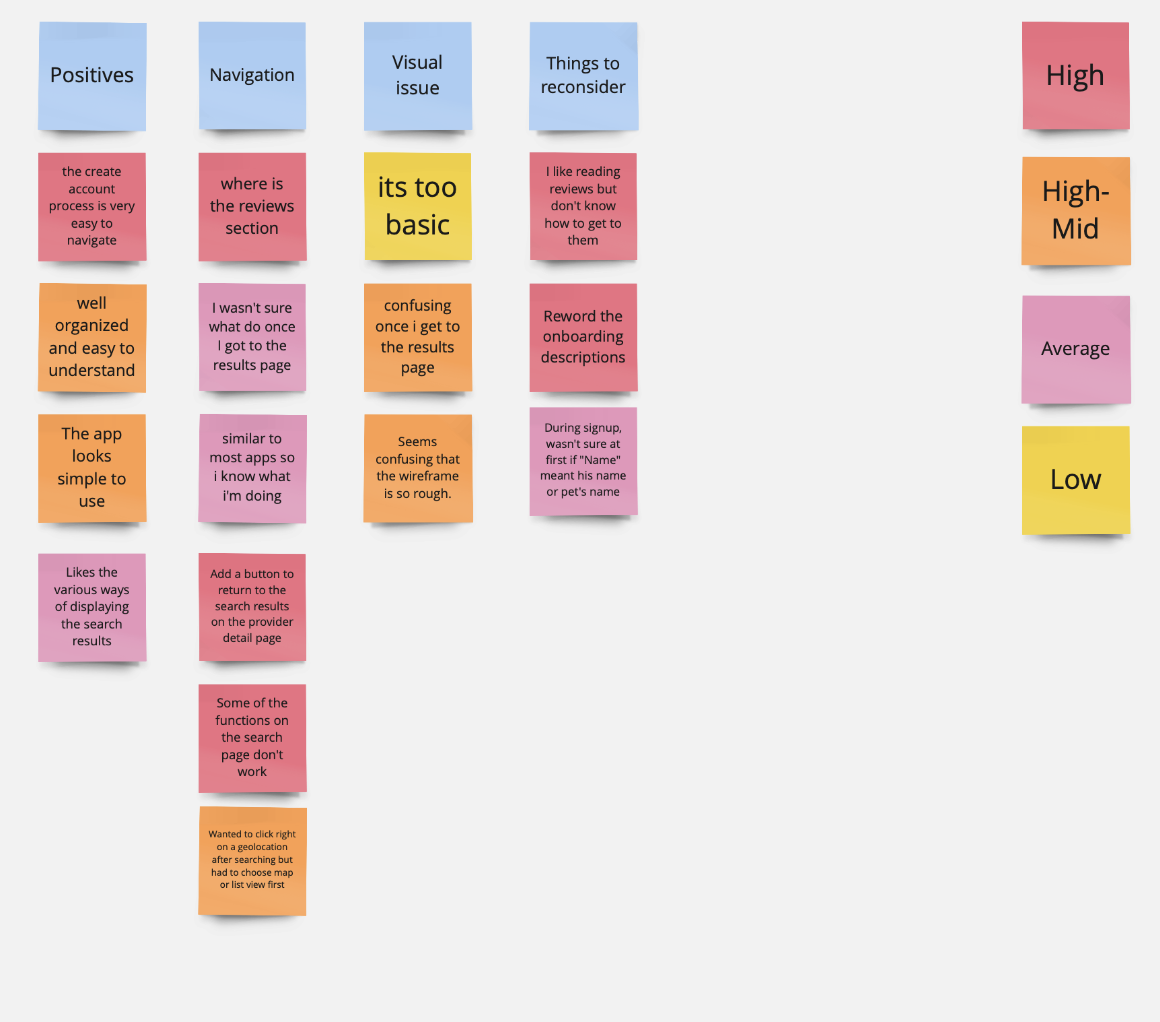 Positives
the create
account
process is very
easy to
navigate
well
organized
and easy to
understand
The app
looks
simple to
use
Likes the
various ways
of displaying
the search
results
Navigation
where is
the reviews
section
I wasn't sure
what do once
I got to the
results page
similar to
most apps so
i know what
i'm doing
Add a button to
return to the
search results
on the provider
detail page
Some of the
functions on
the search
page don't
work
Wanted to click right
on a geolocation
after searching but
had to choose map
or list view first
Visual
issue
its too
basic
confusing
once i get to
the results
page
Seems
confusing that
the wireframe
is so rough.
Things to
reconsider
I like reading
reviews but
don't know
how to get to
them
Reword the
onboarding
descriptions
During signup,
wasn't sure at
first if "Name"
meant his name
or pet's name
High
High-
Mid
Average
Low